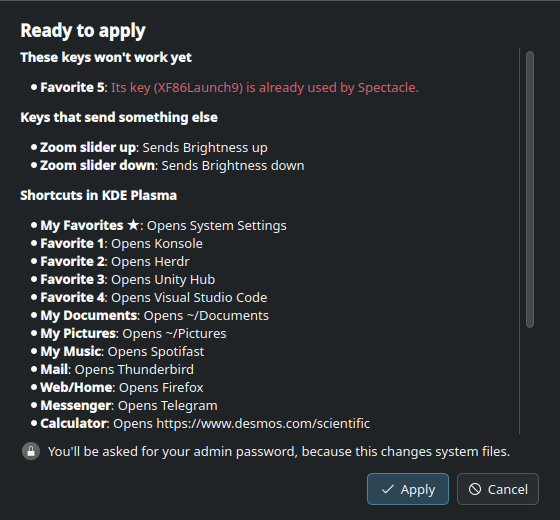 Ready to apply
These keys won't work yet
• Favorite 5: Its key (XF86Launch9) is already used by Spectacle.
Keys that send something else
• Zoom slider up: Sends Brightness up
• Zoom slider down: Sends Brightness down
Shortcuts in KDE Plasma
• My Favorites ★: Opens System Settings
• Favorite 1: Opens Konsole
• Favorite 2: Opens Herdr
• Favorite 3: Opens Unity Hub
• Favorite 4: Opens Visual Studio Code
• My Documents: Opens ~/Documents
• My Pictures: Opens ~/Pictures
• My Music: Opens Spotifast
• Mail: Opens Thunderbird
• Web/Home: Opens Firefox
• Messenger: Opens Telegram
• Calculator: Opens https://www.desmos.com/scientific
You'll be asked for your admin password, because this changes system files.
Apply
Cancel